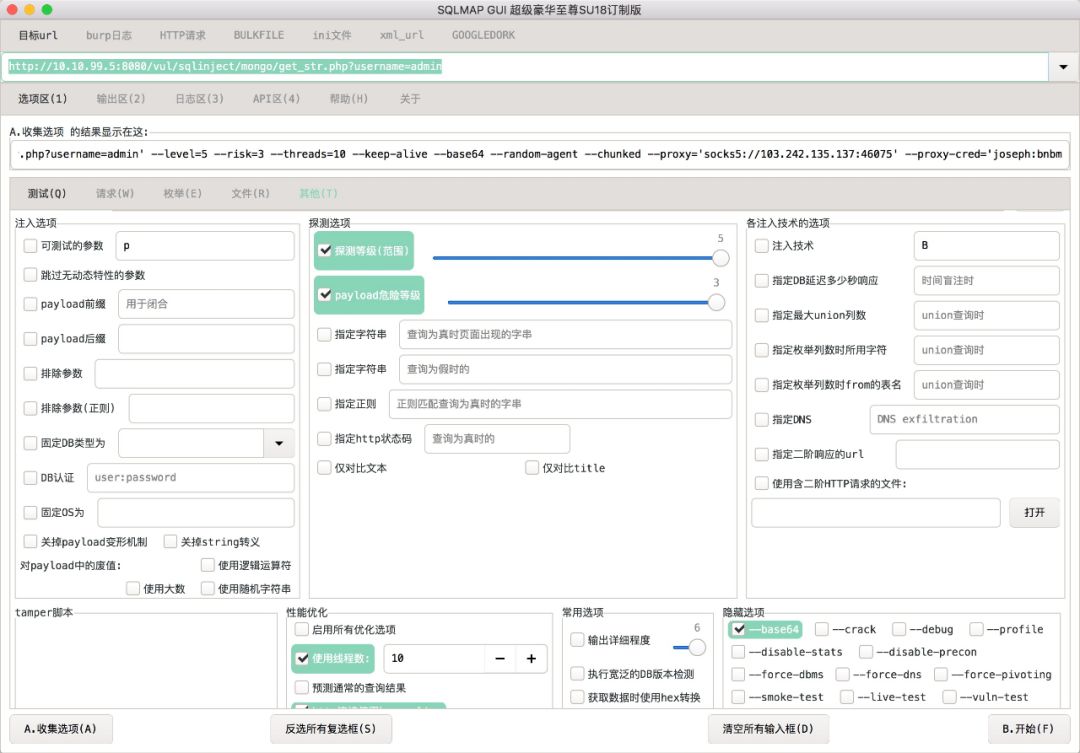 SQLMAP GUI 超级豪华至尊SU18订制版
目标url burp日志 HTTP请求 BULKFILE ini文件 xml_url GOOGLEDORK
http://10.10.99.5:8080/vul/sqlinject/mongo/get_str.php?username=admin
选项区(1) 输出区(2) 日志区(3) API区(4) 帮助(H) 关于
A.收集选项 的结果显示在这:
.php?username=admin' --level=5 --risk=3 --threads=10 --keep-alive --base64 --random-agent --chunked --proxy='socks5://103.242.135.137:46075' --proxy-cred='joseph:bnbm
测试(Q) 请求(W) 枚举(E) 文件(R) 其他(T)
注入选项
可测试的参数 p
跳过无动态特性的参数
payload前缀 用于闭合
payload后缀
排除参数
排除参数(正则)
固定DB类型为
DB认证 user:password
固定OS为
关掉payload变形机制 关掉string转义
对payload中的废值: 使用逻辑运算符
使用大数 使用随机字符串
探测选项
探测等级(范围) 5
payload危险等级 3
指定字符串 查询为真时页面出现的字串
指定字符串 查询为假时的
指定正则 正则匹配查询为真时的字串
指定http状态码 查询为真时的
仅对比文本 仅对比title
各注入技术的选项
注入技术 B
指定DB延迟多少秒响应 时间盲注时
指定最大union列数 union查询时
指定枚举列数时所用字符 union查询时
指定枚举列数时from的表名 union查询时
指定DNS DNS exfiltration
指定二阶响应的url
使用含二阶HTTP请求的文件:
打开
tamper脚本
性能优化
启用所有优化选项
使用线程数: 10 − +
预测通常的查询结果
常用选项
输出详细程度 6
执行宽泛的DB版本检测
获取数据时使用hex转换
隐藏选项
--base64 --crack --debug --profile
--disable-stats --disable-precon
--force-dbms --force-dns --force-pivoting
--smoke-test --live-test --vuln-test
A.收集选项(A) 反选所有复选框(S) 清空所有输入框(D) B.开始(F)